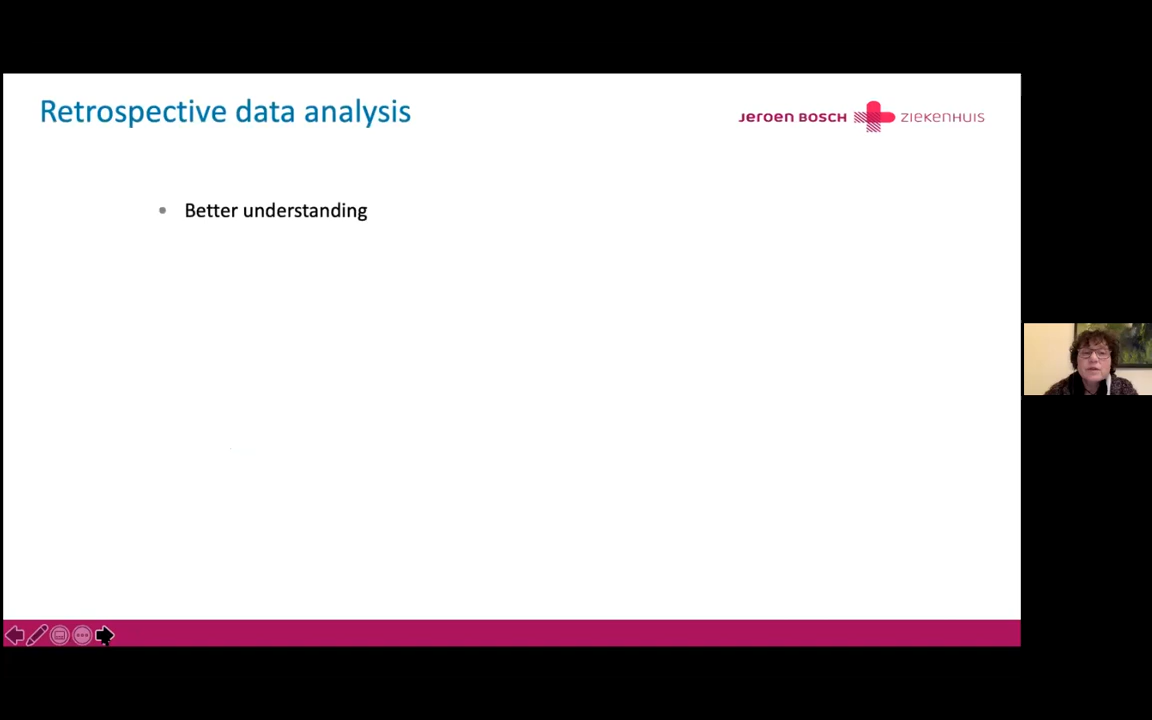 Retrospective data analysis
Jeroen Bosch Ziekenhuis
Better understanding